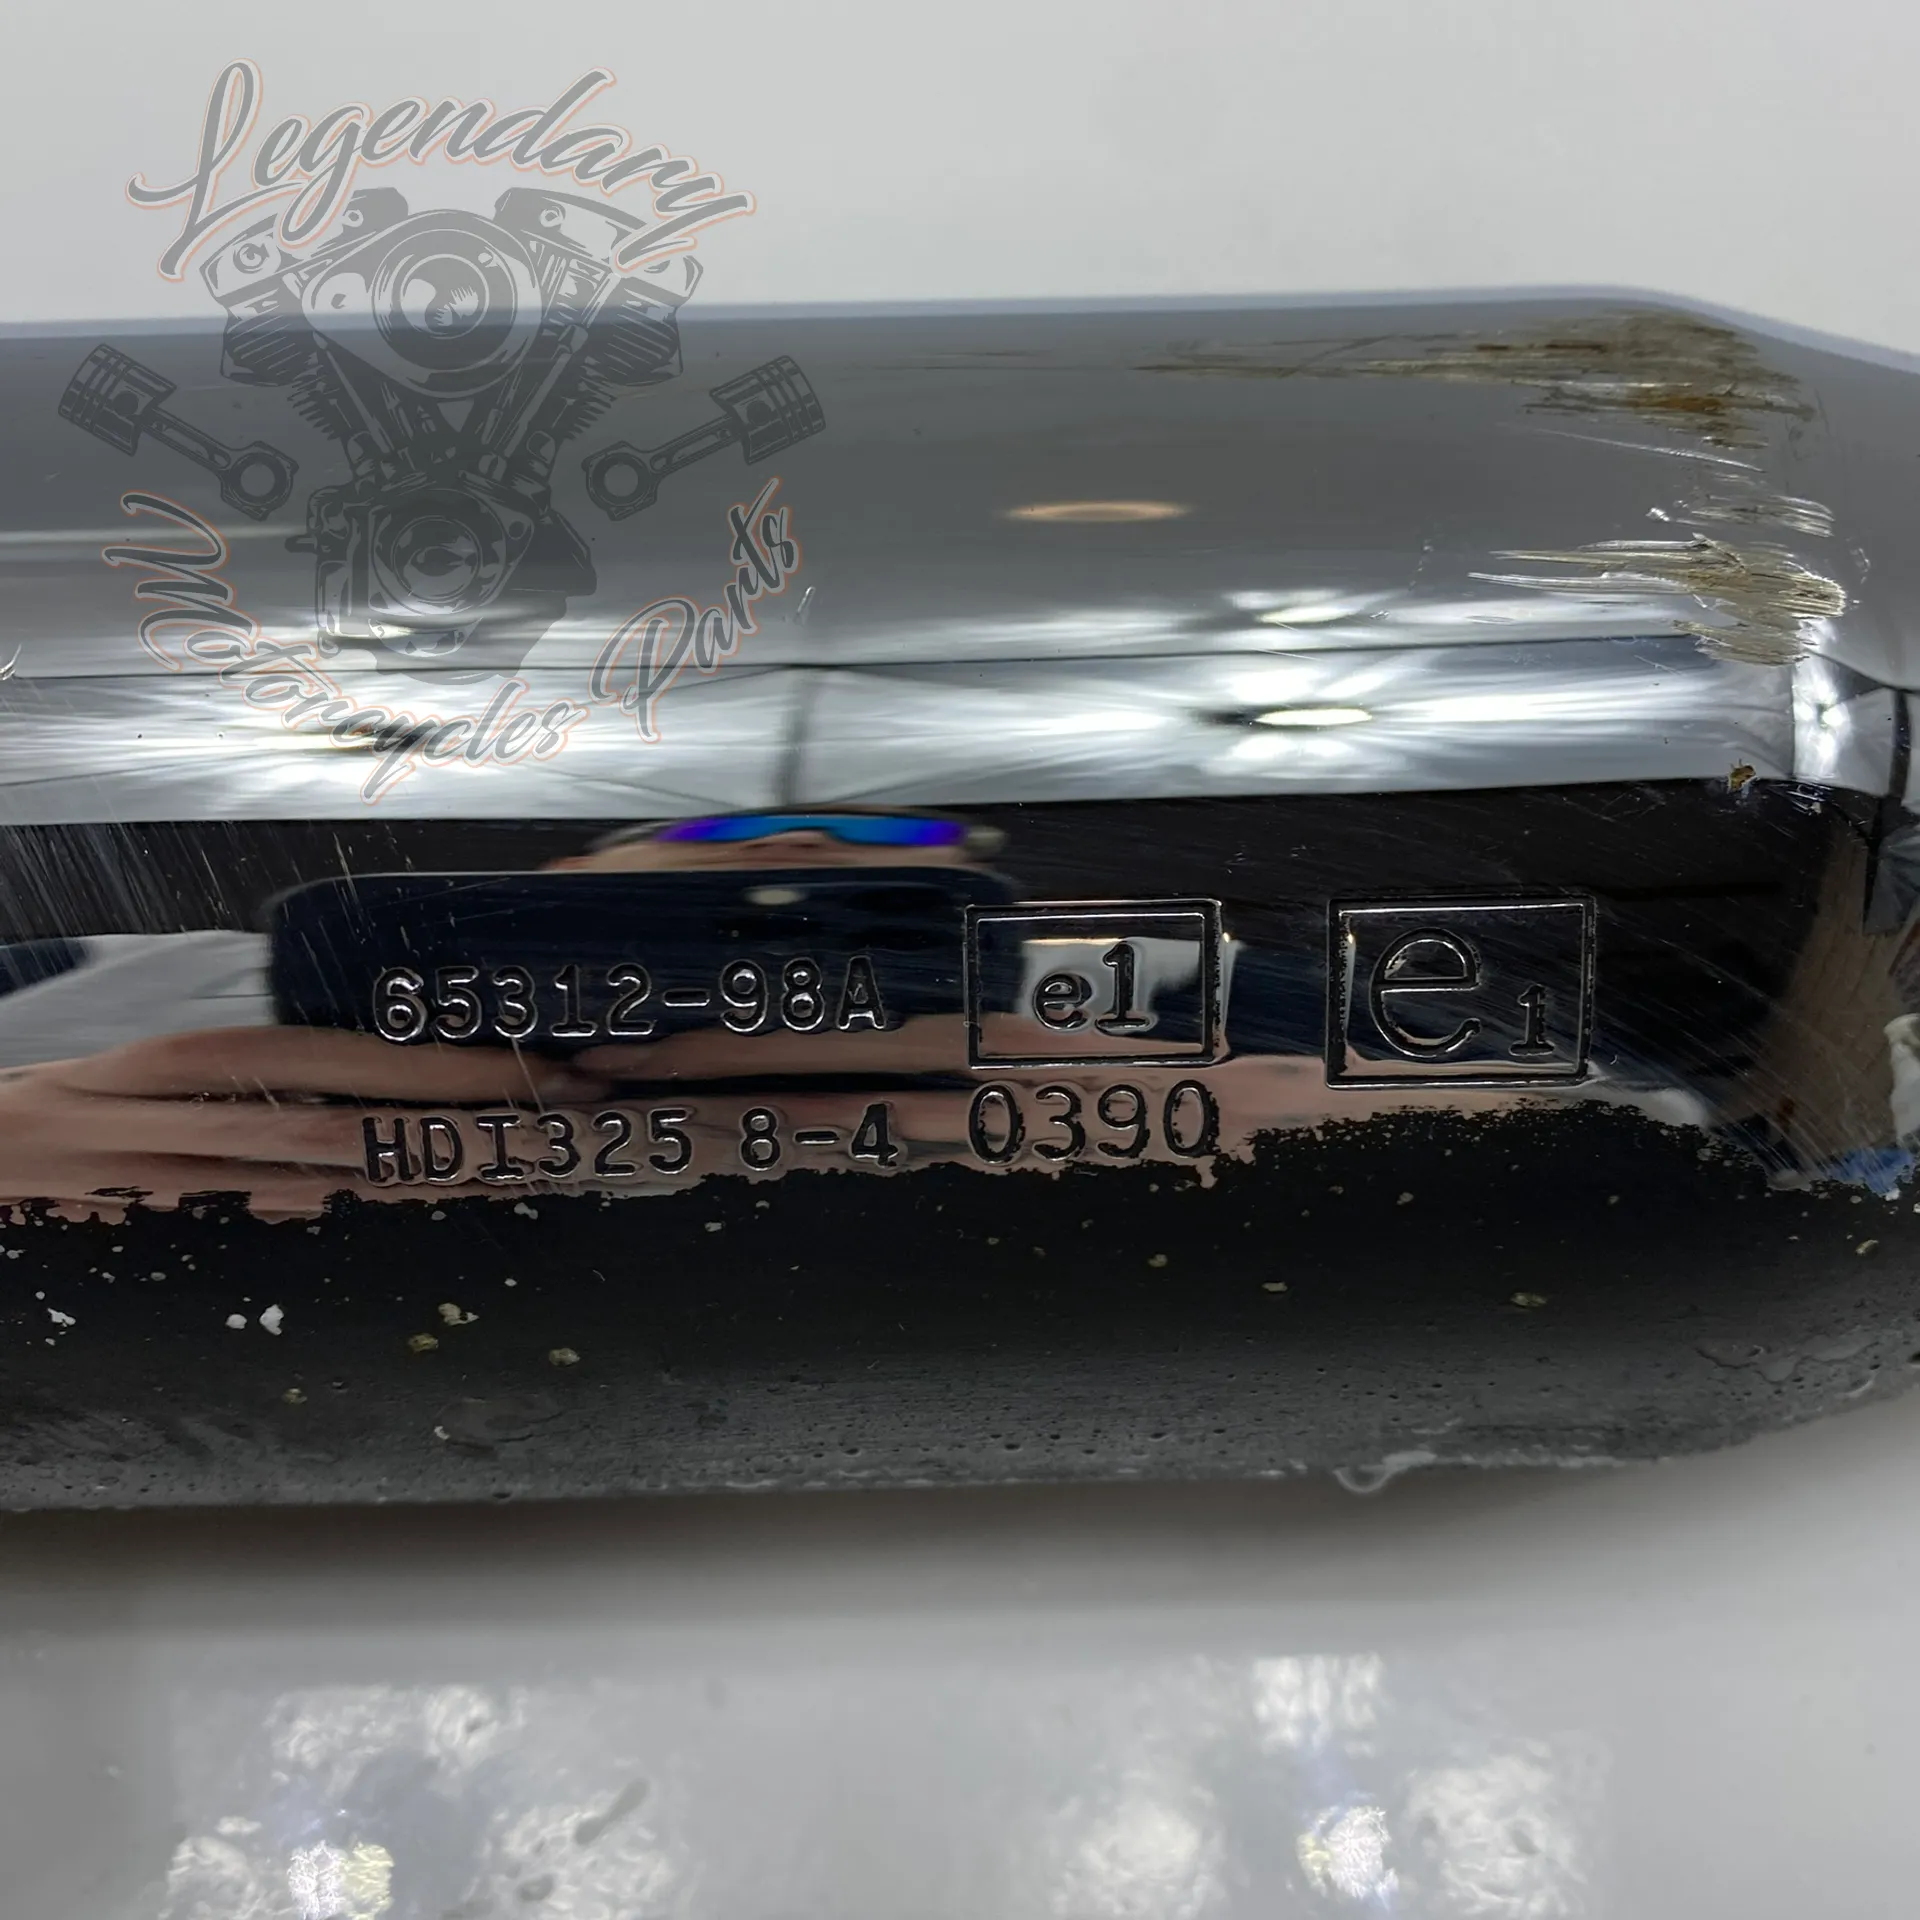 Legendary
Motorcycles Parts
65312-98A e1 e1
HDI325 8-4 0390